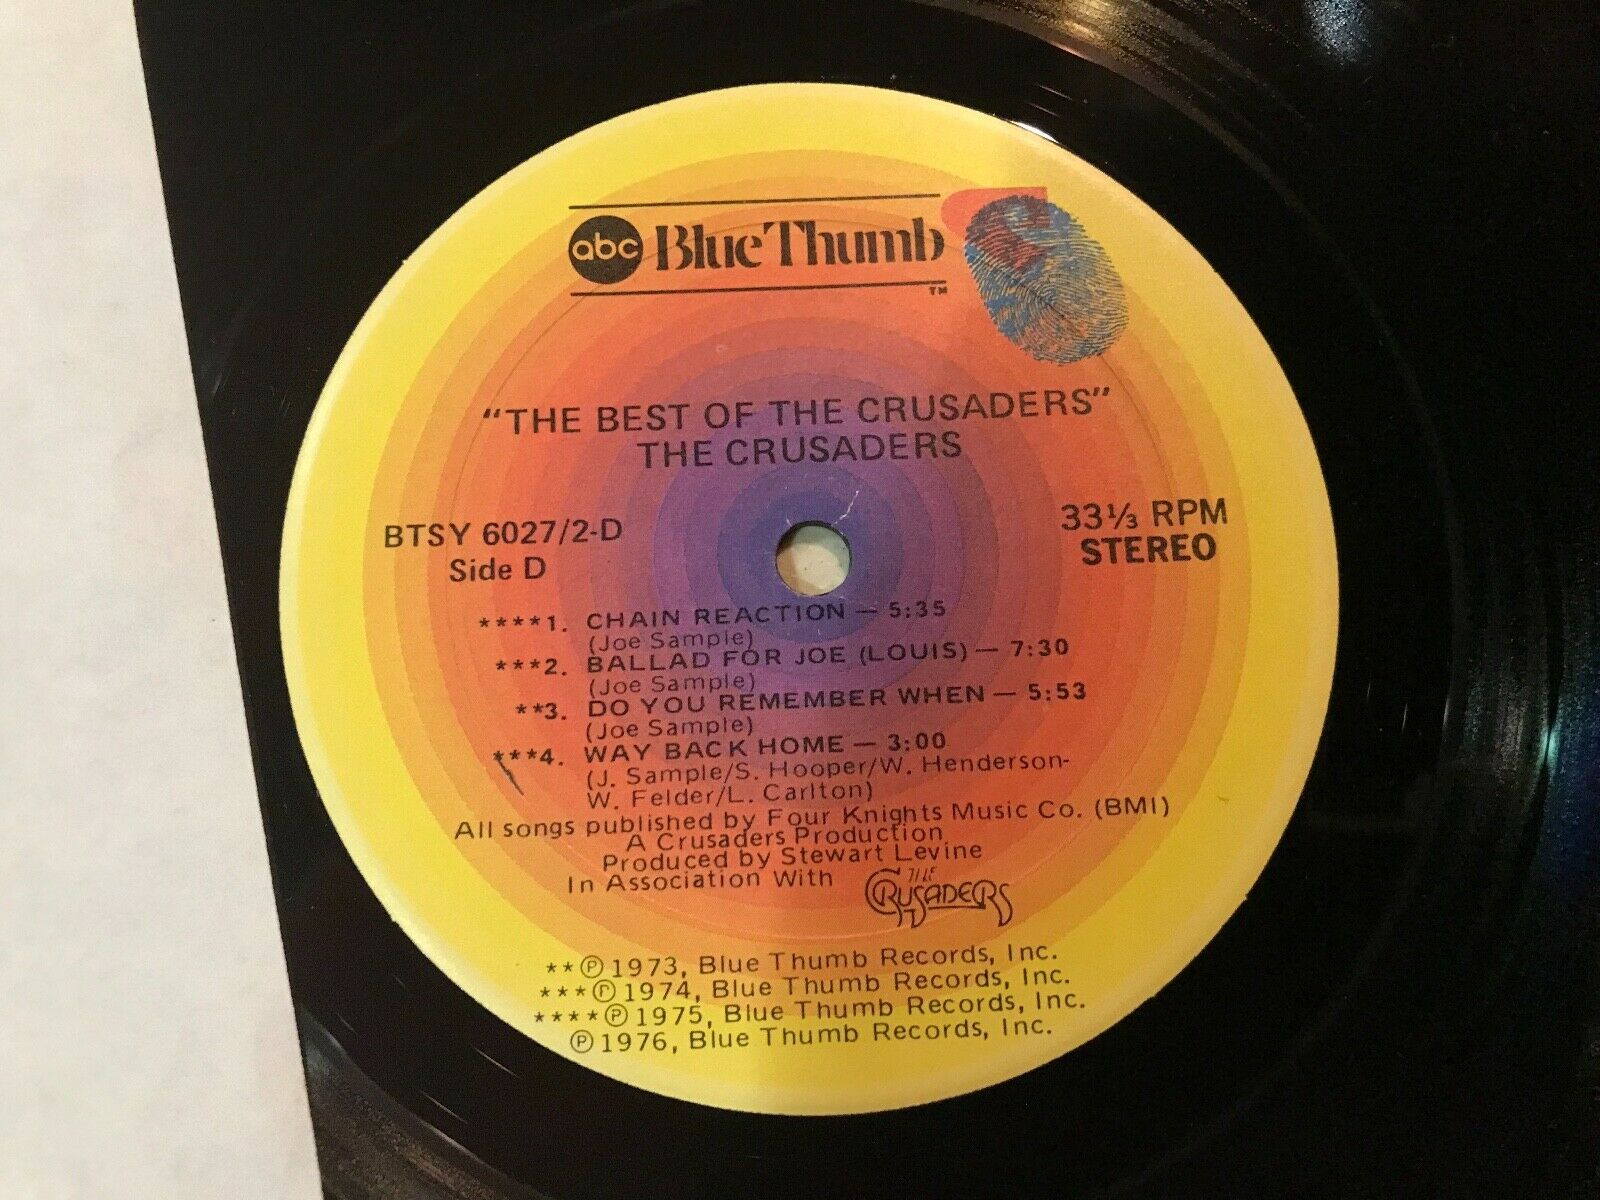 abc Blue Thumb
TM
"THE BEST OF THE CRUSADERS"
THE CRUSADERS
BTSY 6027/2-D
Side D
33⅓ RPM
STEREO
****1. CHAIN REACTION — 5:35
(Joe Sample)
***2. BALLAD FOR JOE (LOUIS) — 7:30
(Joe Sample)
**3. DO YOU REMEMBER WHEN — 5:53
(Joe Sample)
***4. WAY BACK HOME — 3:00
(J. Sample/S. Hooper/W. Henderson-
W. Felder/L. Carlton)
All songs published by Four Knights Music Co. (BMI)
A Crusaders Production
Produced by Stewart Levine
In Association With THE CRUSADERS
**℗ 1973, Blue Thumb Records, Inc.
***℗ 1974, Blue Thumb Records, Inc.
****℗ 1975, Blue Thumb Records, Inc.
℗ 1976, Blue Thumb Records, Inc.